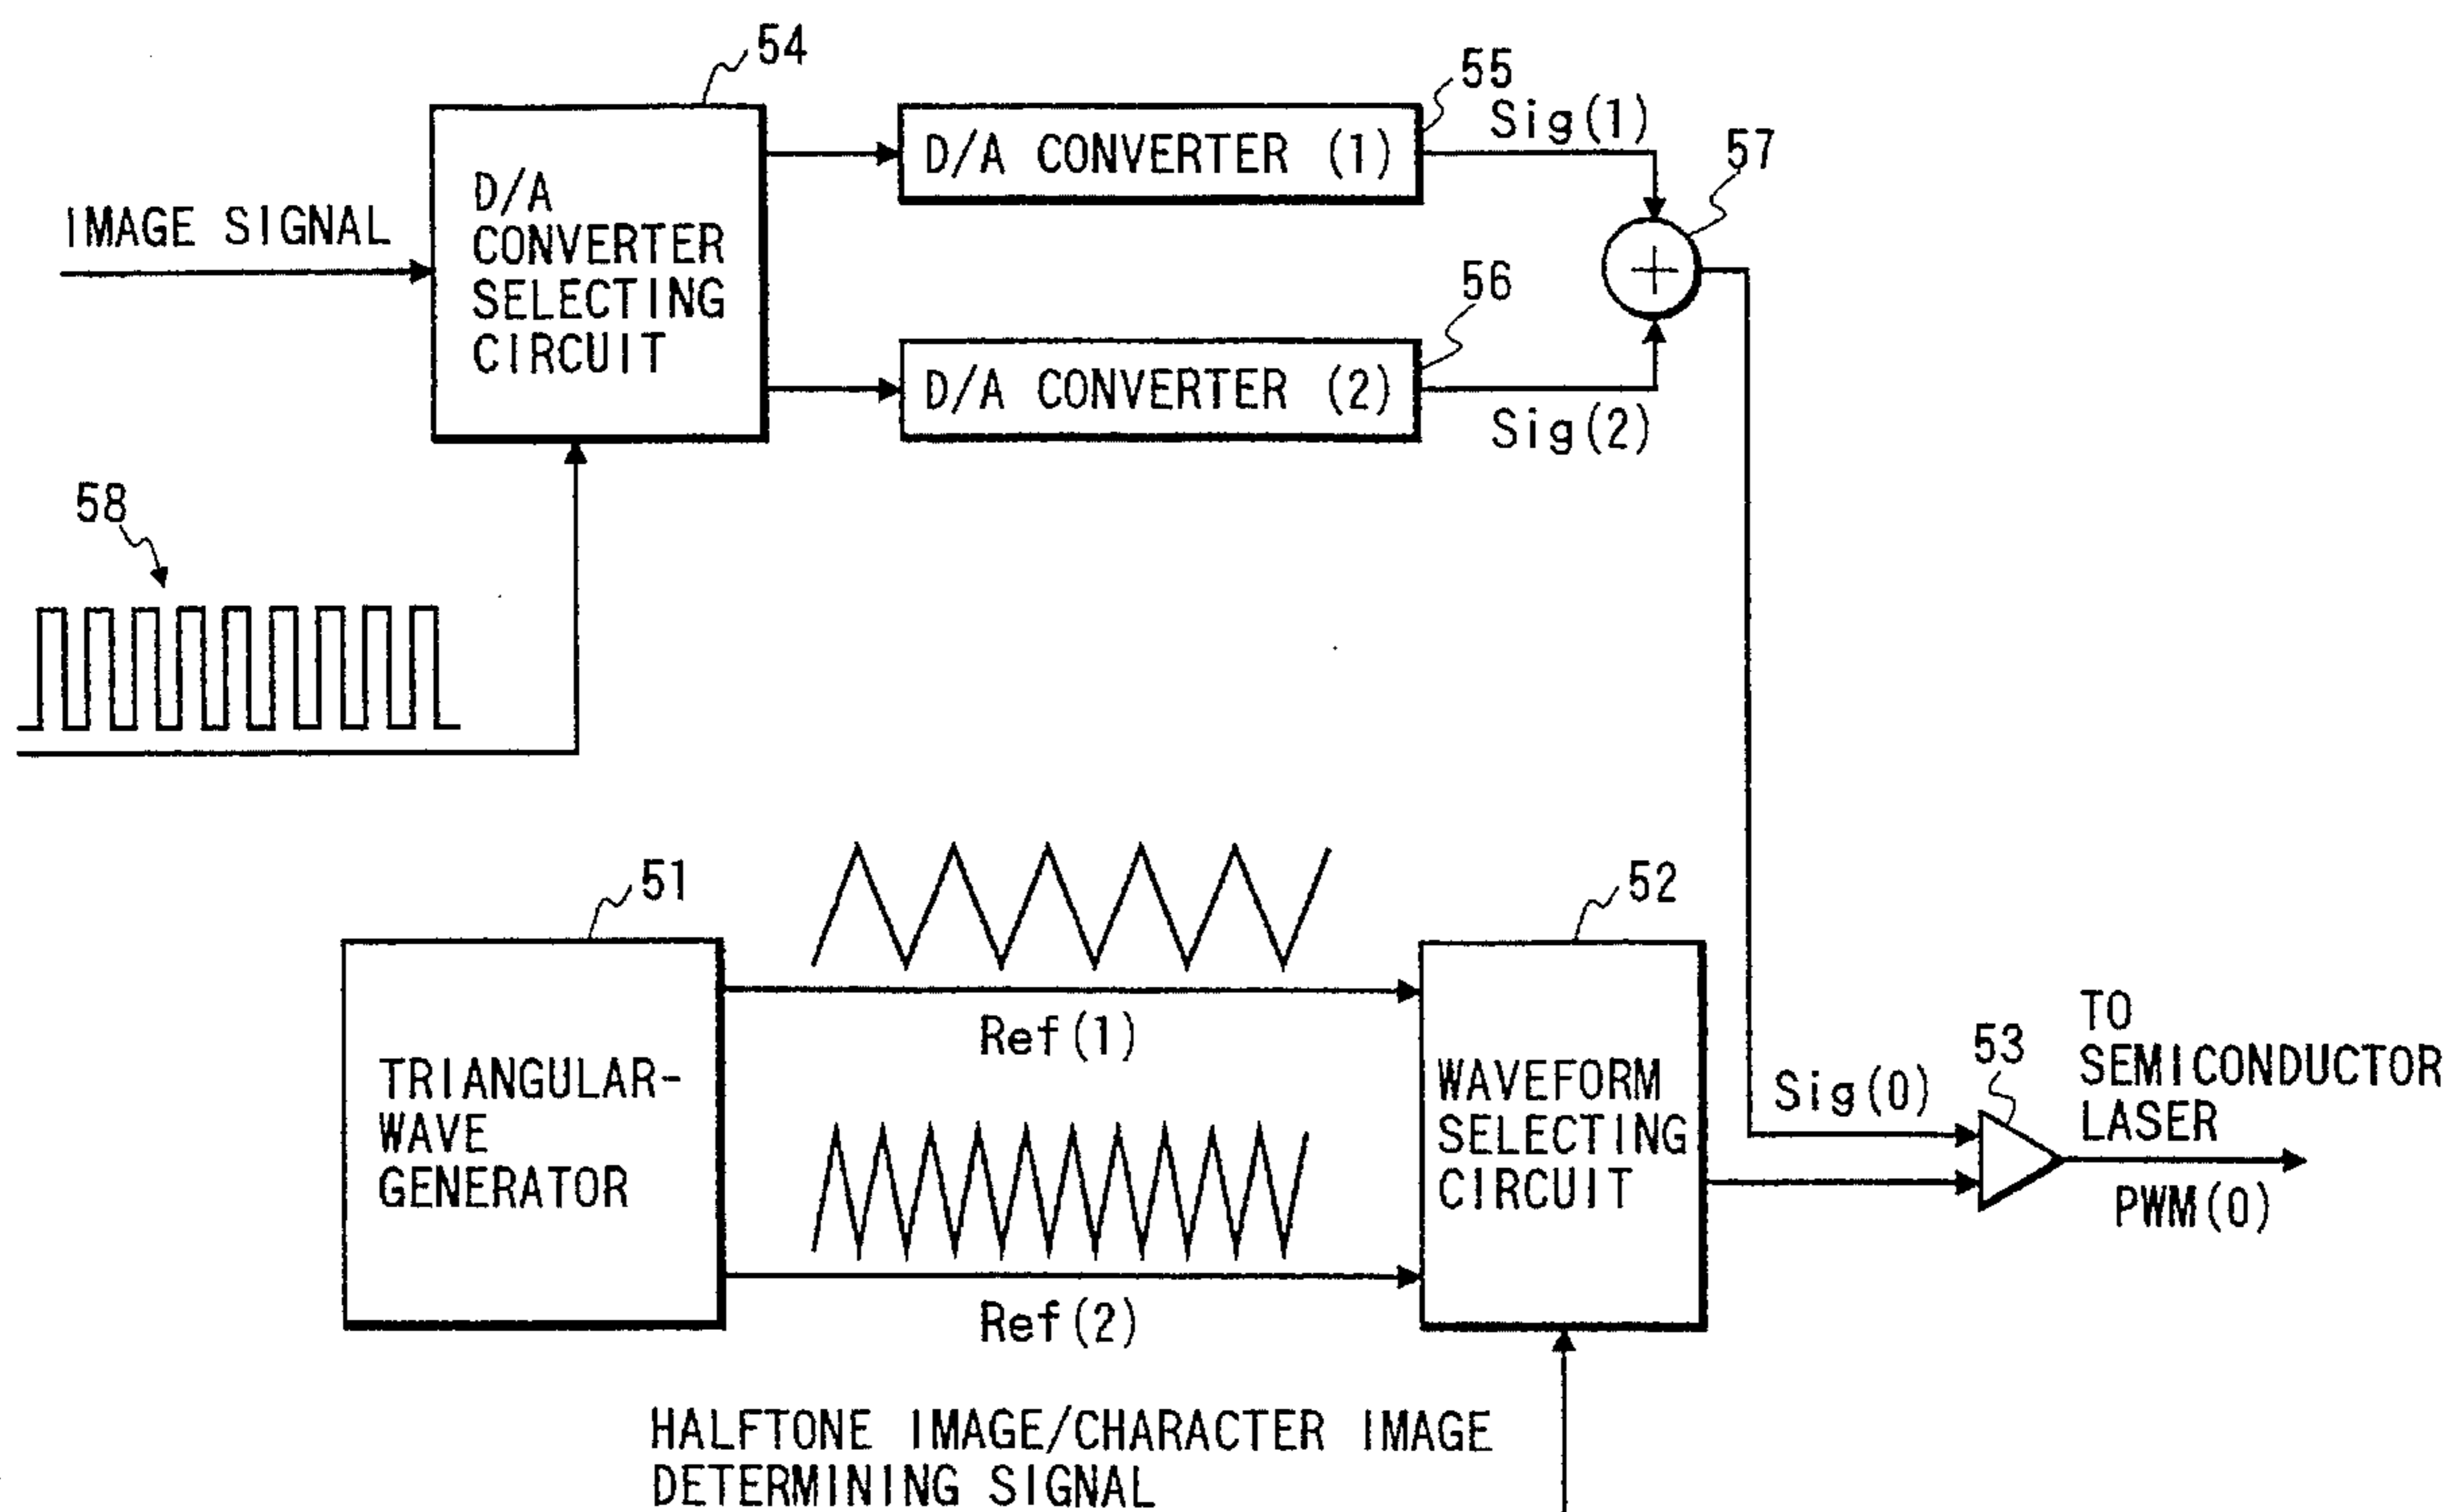 54
55
Sig(1)
D/A CONVERTER (1)
57
D/A
CONVERTER
SELECTING
CIRCUIT
IMAGE SIGNAL
56
D/A CONVERTER (2)
Sig(2)
58
51
52
Ref(1)
TRIANGULAR-
WAVE
GENERATOR
WAVEFORM
SELECTING
CIRCUIT
Sig(0)
53
TO
SEMICONDUCTOR
LASER
PWM(0)
Ref(2)
HALFTONE IMAGE/CHARACTER IMAGE
DETERMINING SIGNAL